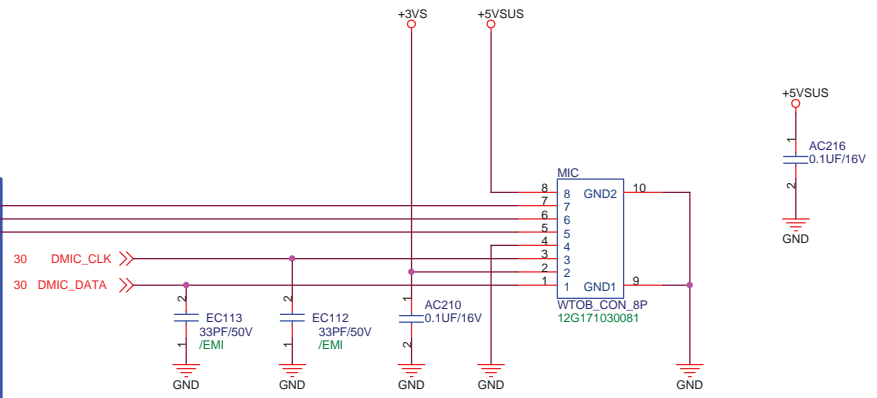 +3VS
+5VSUS
+5VSUS
1
AC216
0.1UF/16V
2
GND
MIC
8
8
GND2
10
7
7
6
6
5
5
4
4
30 DMIC_CLK
3
3
2
2
30 DMIC_DATA
1
1
GND1
9
WTOB_CON_8P
12G171030081
2
EC113
33PF/50V
/EMI
1
GND
2
EC112
33PF/50V
/EMI
1
GND
1
AC210
0.1UF/16V
2
GND
GND
GND